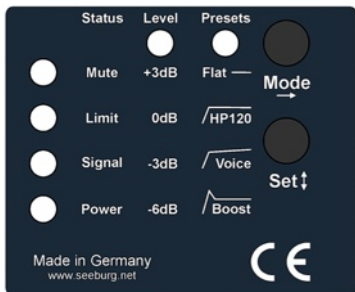 Status Level Presets
Mute +3dB Flat
Mode
Limit 0dB HP120
Signal -3dB Voice
Set
Power -6dB Boost
Made in Germany
www.seeburg.net
CE